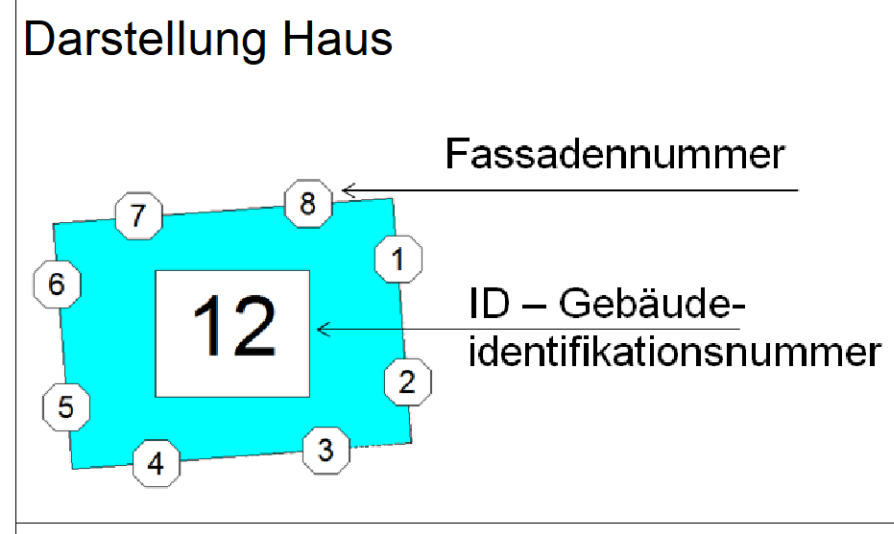 Darstellung Haus
Fassadennummer
8
7
1
6
ID – Gebäude-
identifikationsnummer
12
2
5
3
4